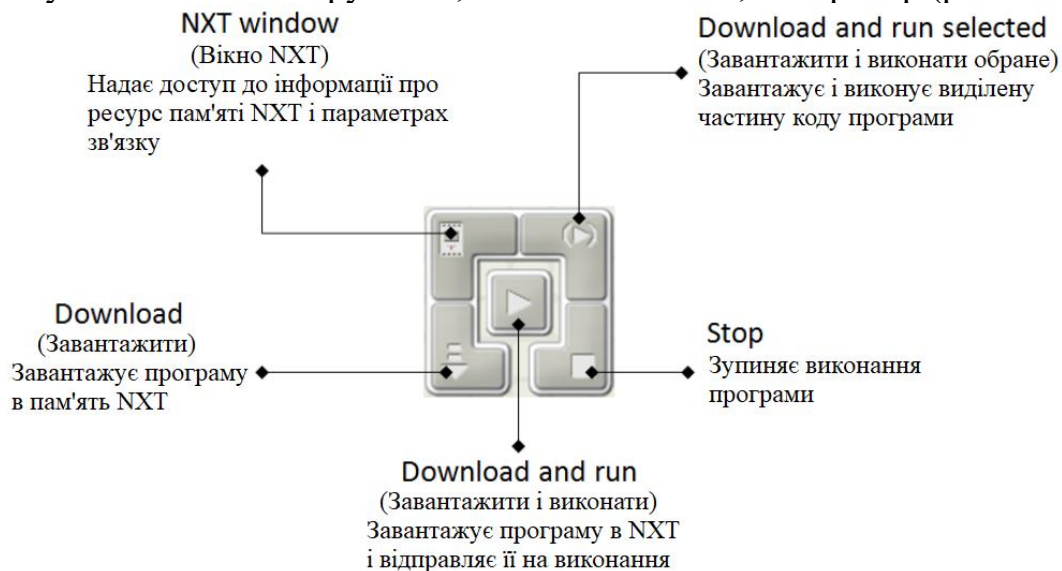 NXT window
(Вікно NXT)
Надає доступ до інформації про
ресурс пам'яті NXT і параметрах
зв'язку
Download and run selected
(Завантажити і виконати обране)
Завантажує і виконує виділену
частину коду програми
Download
(Завантажити)
Завантажує програму
в пам'ять NXT
Stop
Зупиняє виконання
програми
Download and run
(Завантажити і виконати)
Завантажує програму в NXT
і відправляє її на виконання